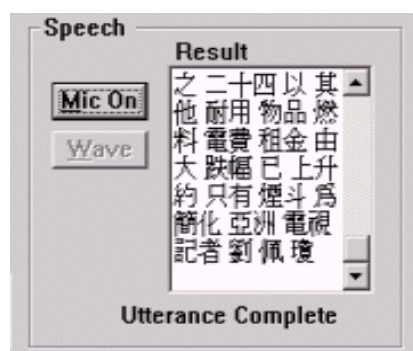 Speech
Result
Mic On
Wave
之 二十四 以 其
他 耐用 物品 燃
料 電費 租金 由
大 跌幅 已 上升
約 只有 煙斗 爲
簡化 亞洲 電視
記者 劉 佩 瓊
Utterance Complete